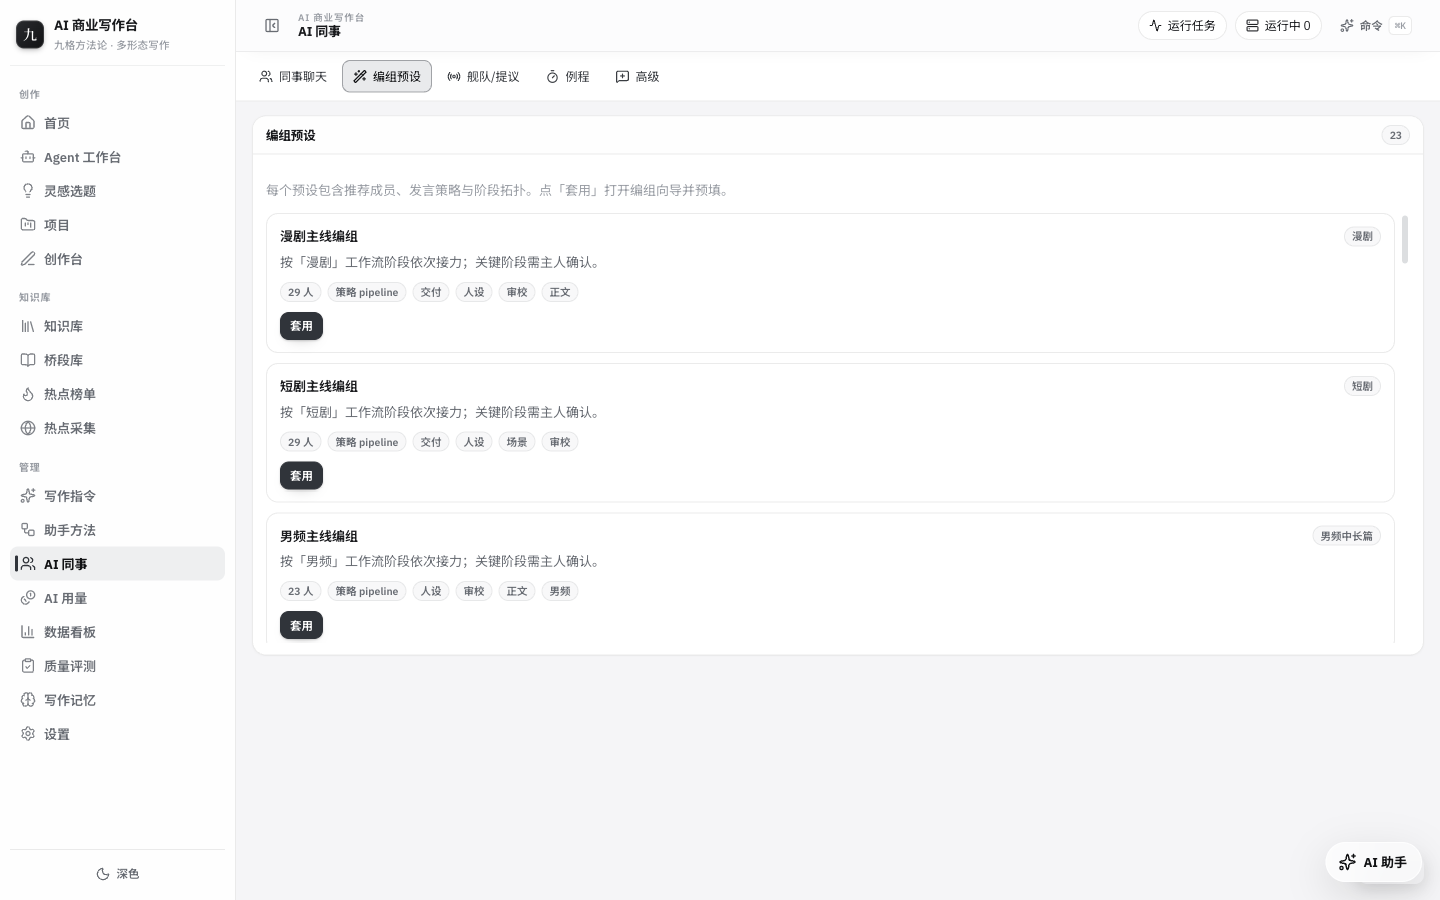 九
AI 商业写作台
九格方法论 · 多形态写作
创作
首页
Agent 工作台
灵感选题
项目
创作台
知识库
知识库
桥段库
热点榜单
热点采集
管理
写作指令
助手方法
AI 同事
AI 用量
数据看板
质量评测
写作记忆
设置
深色
AI 商业写作台
AI 同事
运行任务
运行中 0
命令 ⌘K
同事聊天
编组预设
舰队/提议
例程
高级
编组预设
23
每个预设包含推荐成员、发言策略与阶段拓扑。点「套用」打开编组向导并预填。
漫剧主线编组
漫剧
按「漫剧」工作流阶段依次接力；关键阶段需主人确认。
29 人 策略 pipeline 交付 人设 审校 正文
套用
短剧主线编组
短剧
按「短剧」工作流阶段依次接力；关键阶段需主人确认。
29 人 策略 pipeline 交付 人设 场景 审校
套用
男频主线编组
男频中长篇
按「男频」工作流阶段依次接力；关键阶段需主人确认。
23 人 策略 pipeline 人设 审校 正文 男频
套用
AI 助手